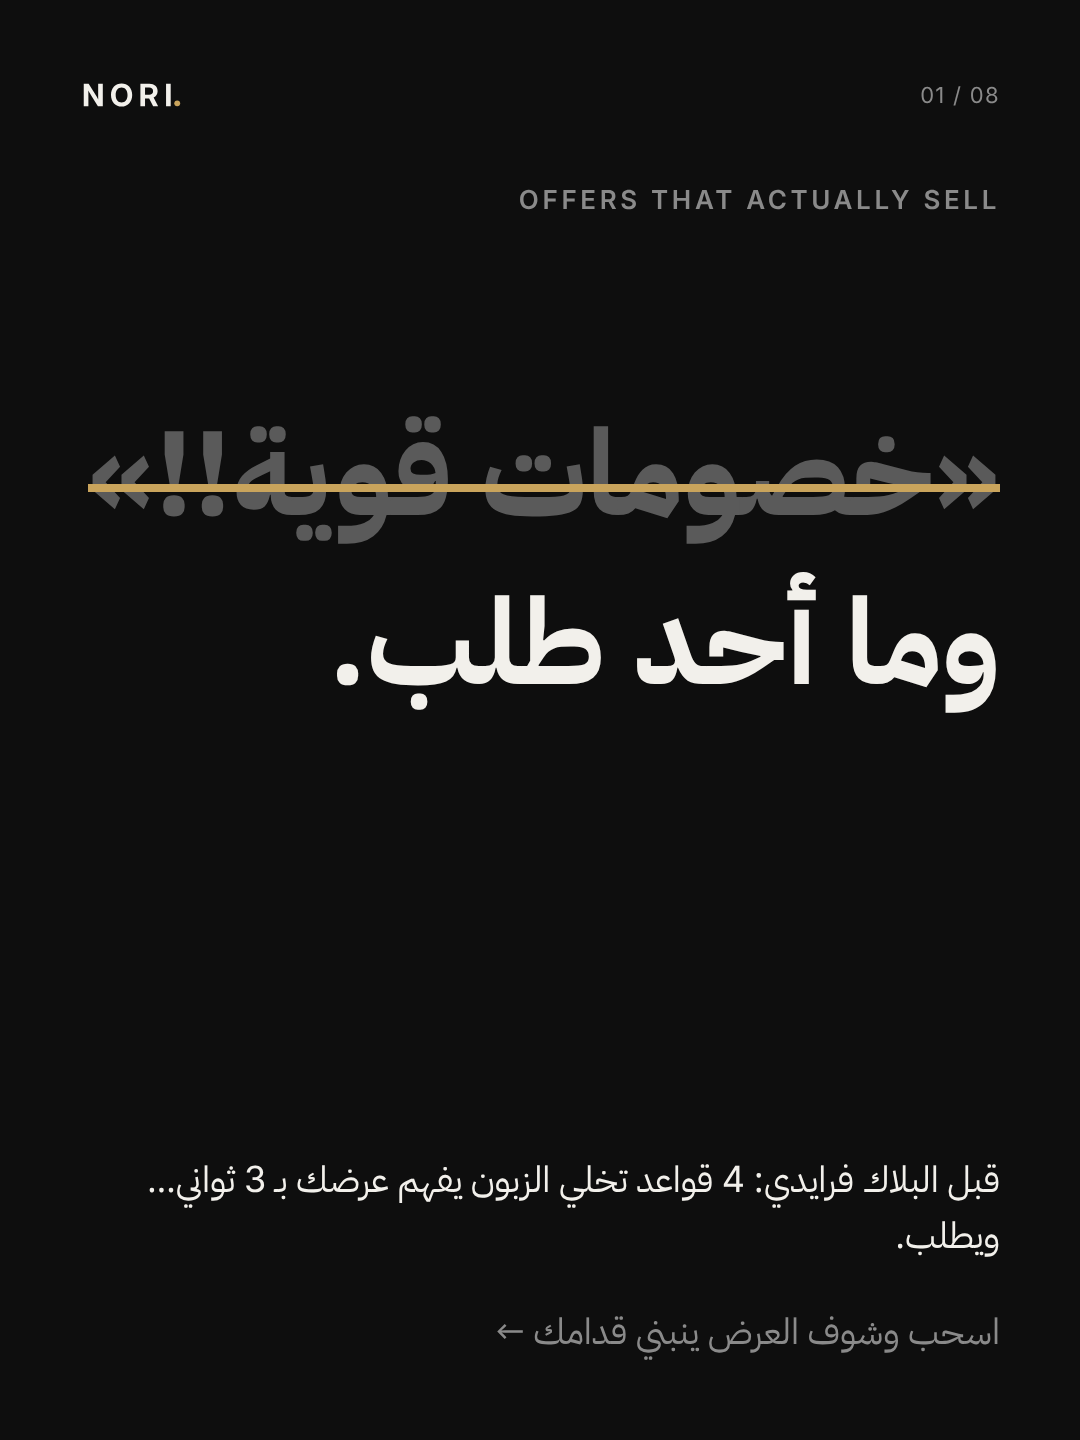 NORI.
01 / 08
OFFERS THAT ACTUALLY SELL
«خصومات قوية!!»
وما أحد طلب.
قبل البلاك فرايدي: 4 قواعد تخلي الزبون يفهم عرضك بـ 3 ثواني...
ويطلب.
اسحب وشوف العرض ينبني قدامك ←